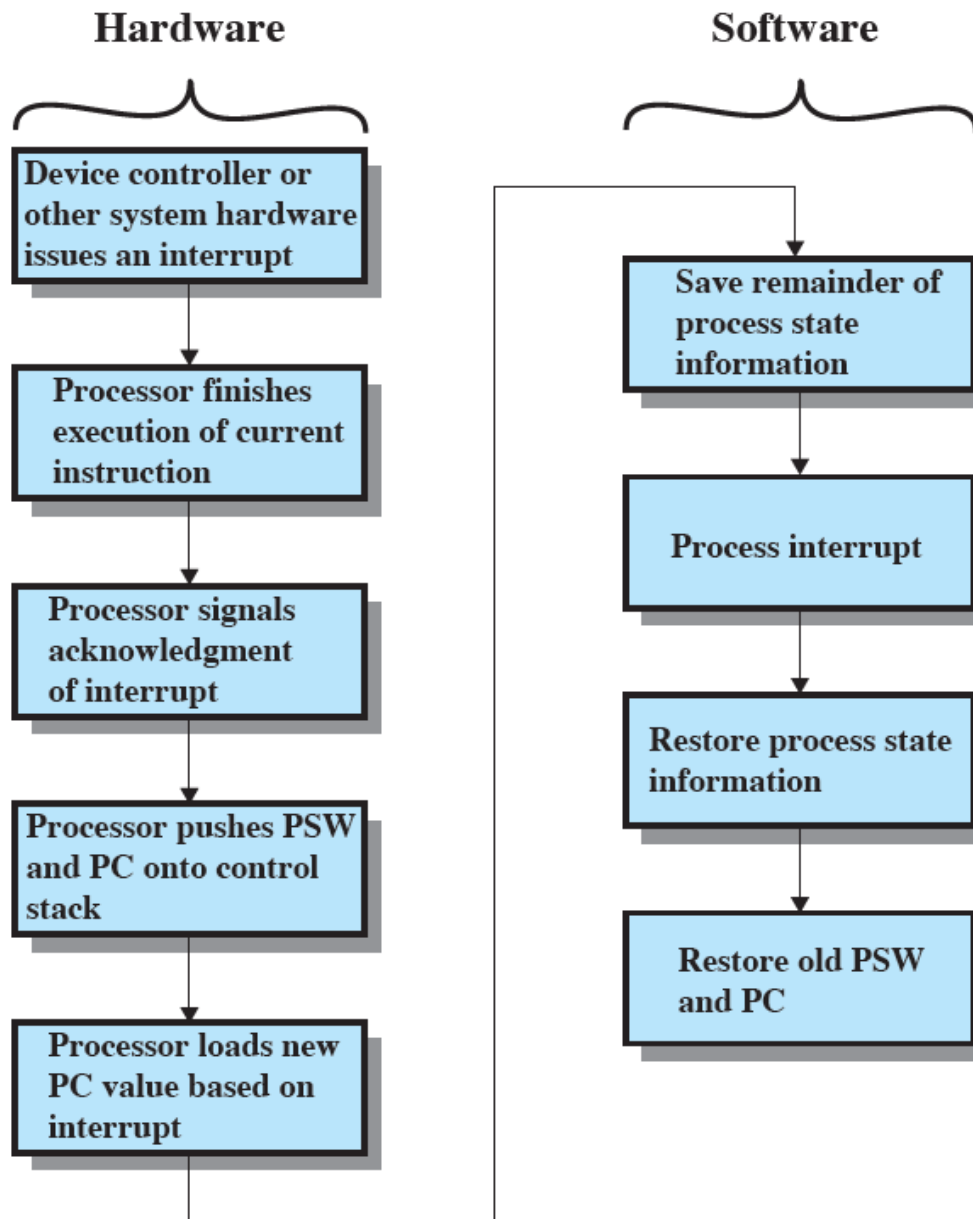 Hardware
Device controller or
other system hardware
issues an interrupt
Processor finishes
execution of current
instruction
Processor signals
acknowledgment
of interrupt
Processor pushes PSW
and PC onto control
stack
Processor loads new
PC value based on
interrupt
Software
Save remainder of
process state
information
Process interrupt
Restore process state
information
Restore old PSW
and PC